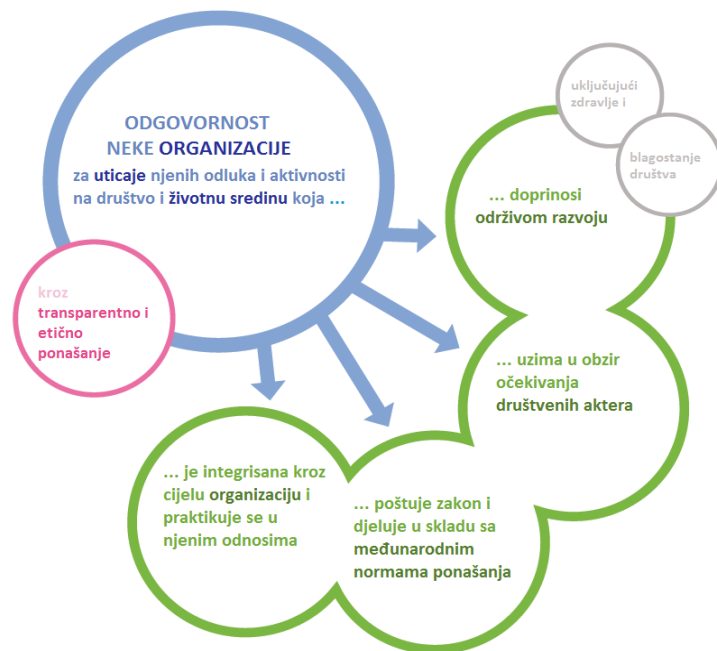 ODGOVORNOST
NEKE ORGANIZACIJE
za uticaje njenih odluka i aktivnosti
na društvo i životnu sredinu koja ...
kroz
transparentno i
etično
ponašanje
uključujući
zdravlje i
blagostanje
društva
... doprinosi
održivom razvoju
... uzima u obzir
očekivanja
društvenih aktera
... poštuje zakon i
djeluje u skladu sa
međunarodnim
normama ponašanja
... je integrisana kroz
cijelu organizaciju i
praktikuje se u
njenim odnosima